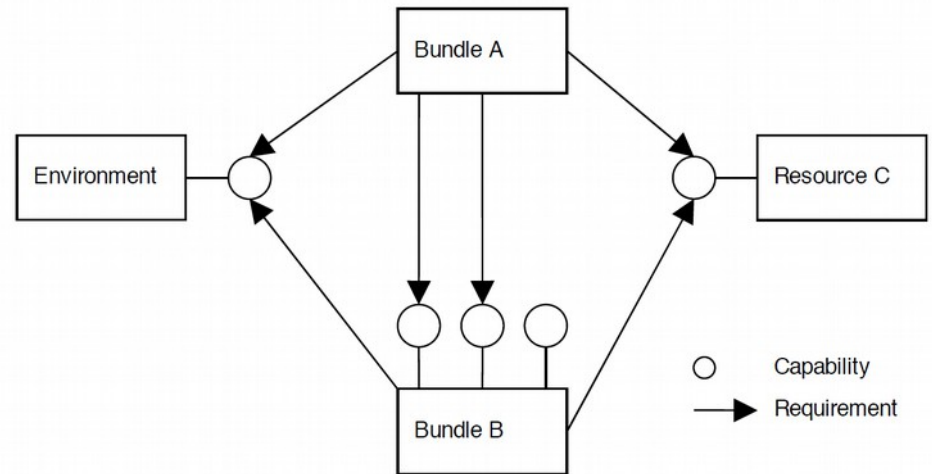 Bundle A
Environment
Resource C
Capability
Requirement
Bundle B